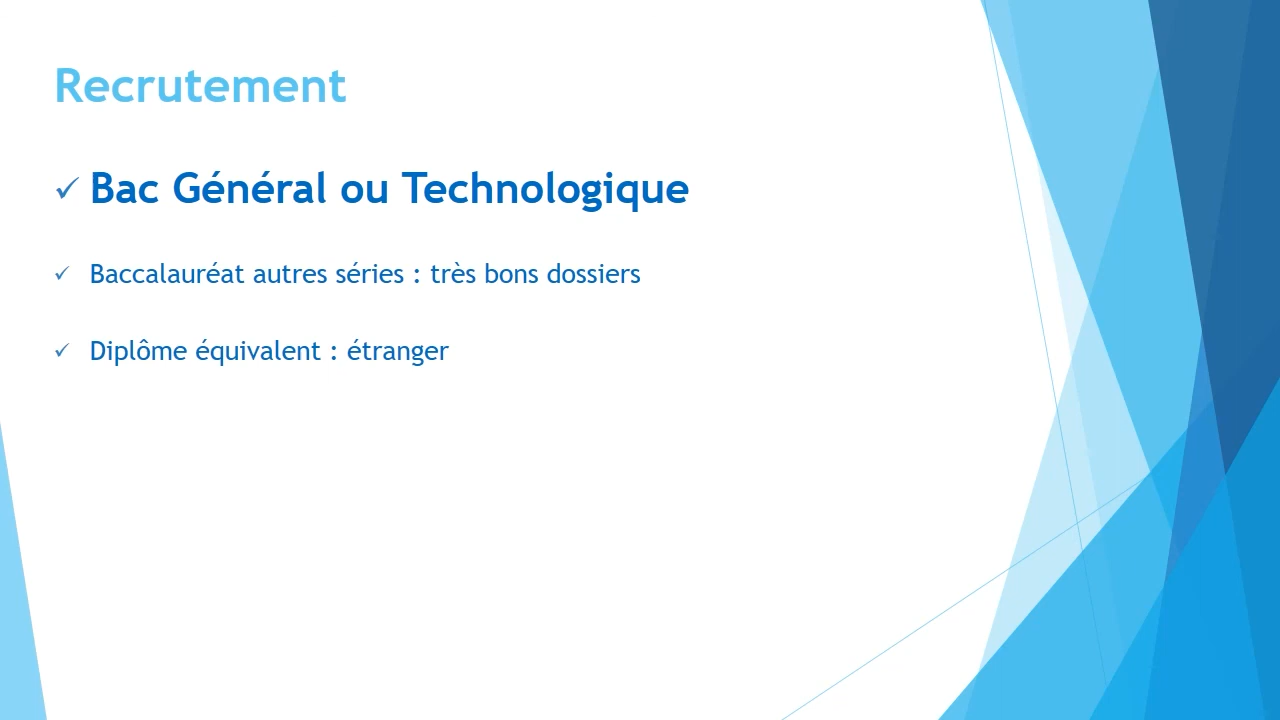 Recrutement
✓ Bac Général ou Technologique
✓ Baccalauréat autres séries : très bons dossiers
✓ Diplôme équivalent : étranger